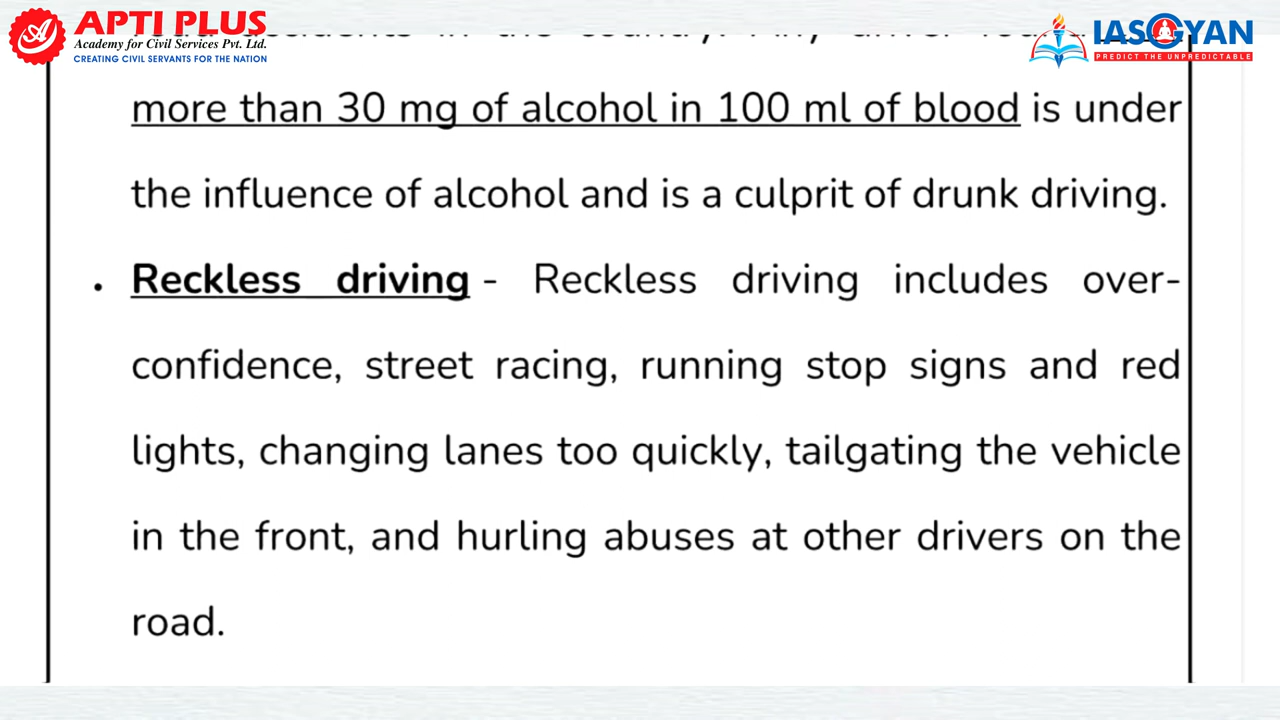 APTI PLUS
Academy for Civil Services Pvt. Ltd.
CREATING CIVIL SERVANTS FOR THE NATION
IASGYAN
PREDICT THE UNPREDICTABLE
more than 30 mg of alcohol in 100 ml of blood is under
the influence of alcohol and is a culprit of drunk driving.
• Reckless driving - Reckless driving includes over-
confidence, street racing, running stop signs and red
lights, changing lanes too quickly, tailgating the vehicle
in the front, and hurling abuses at other drivers on the
road.